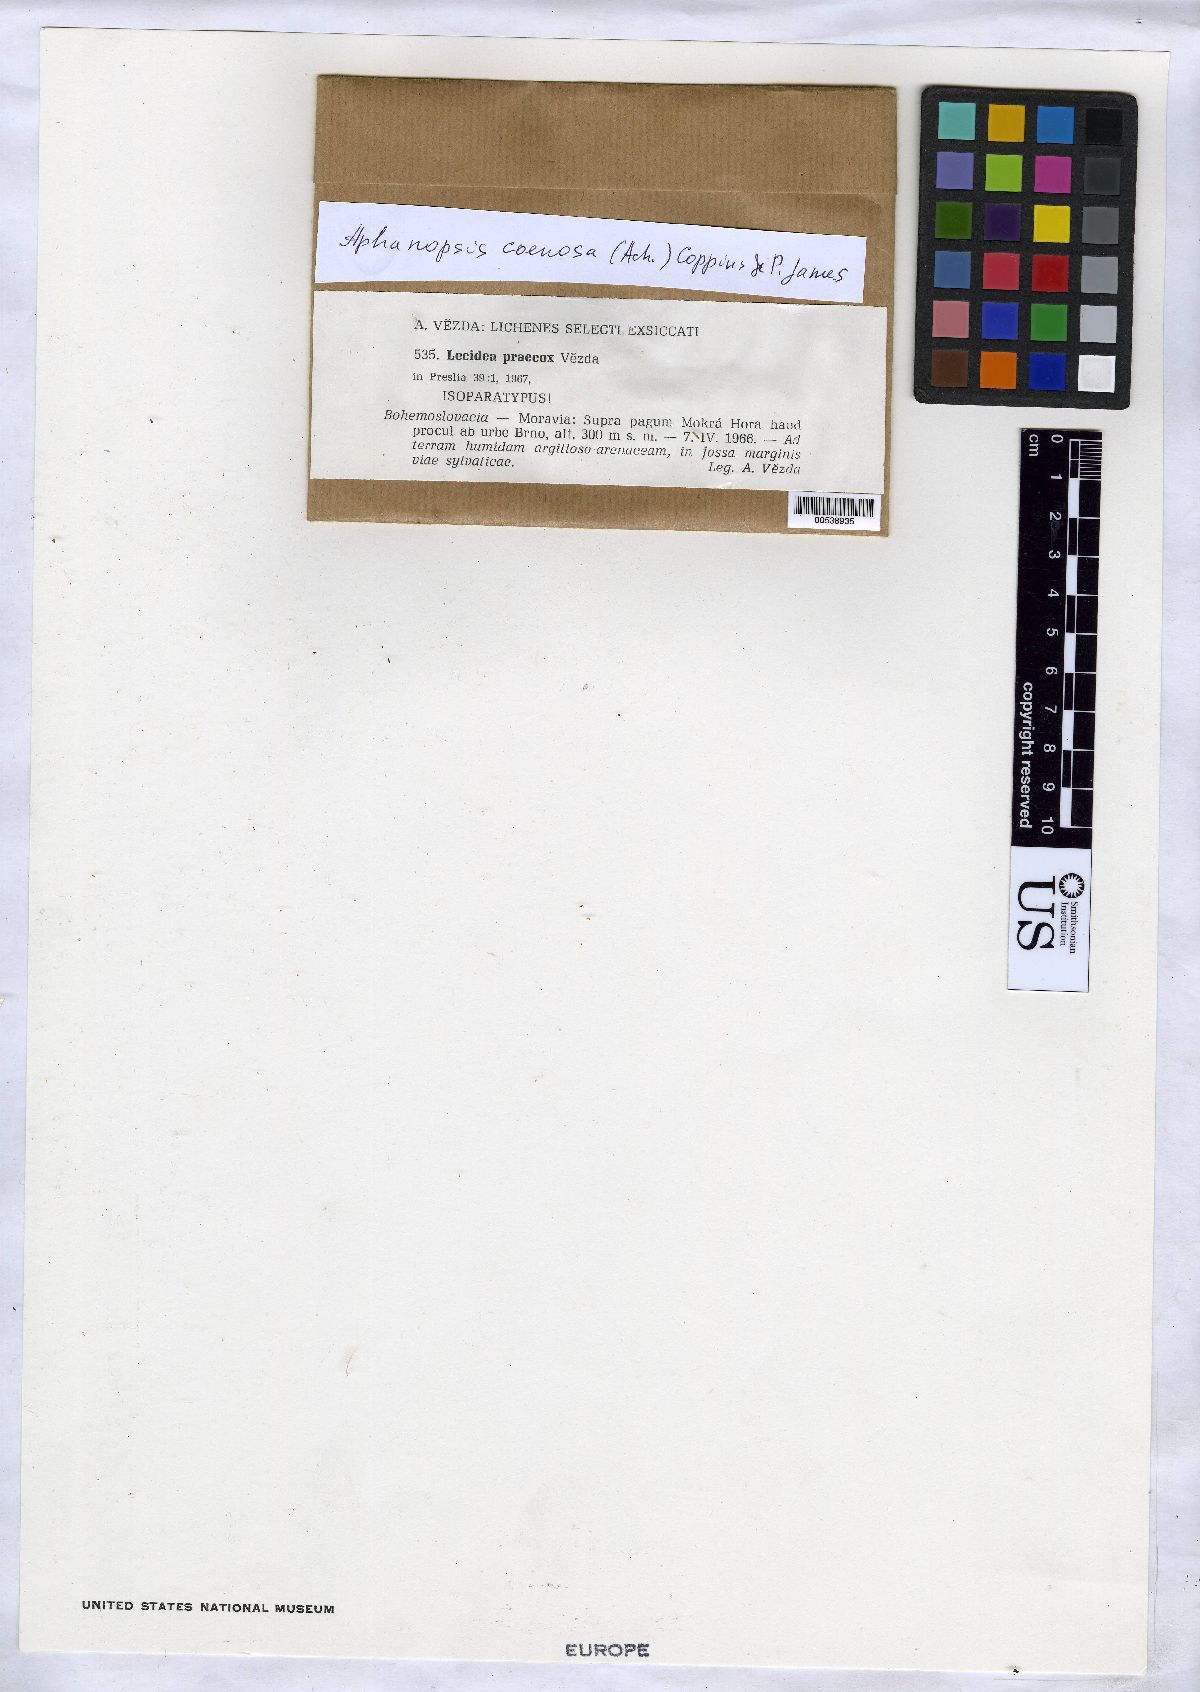 Aphanopsis coenosa (Ach.) Coppins & P. James
A. VĚZDA: LICHENES SELECTI EXSICCATI
535. Lecidea praecox Vězda
in Preslia 39:1, 1967,
ISOPARATYPUS!
Bohemoslovacia — Moravia: Supra pagum Mokrá Hora haud
procul ab urbe Brno, alt. 300 m s. m. — 7. IV. 1966. — Ad
terram humidam argilloso-arenaceam, in fossa marginis
viae sylvaticae.
Leg. A. Vězda
00538935
0 1 2 3 4 5 6 7 8 9 10
cm
copyright reserved
Smithsonian
Institution
US
UNITED STATES NATIONAL MUSEUM
EUROPE